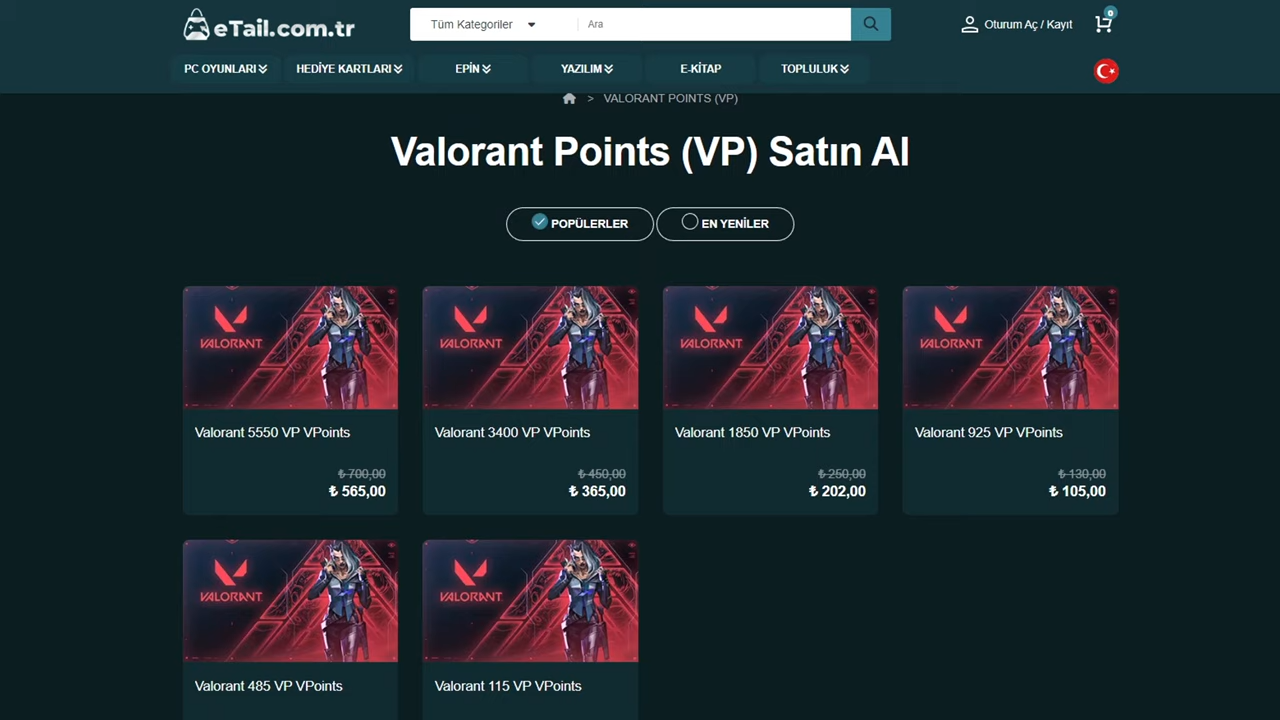 eTail.com.tr
Tüm Kategoriler
Ara
Oturum Aç / Kayıt
0
PC OYUNLARI
HEDİYE KARTLARI
EPİN
YAZILIM
E-KİTAP
TOPLULUK
> VALORANT POINTS (VP)
Valorant Points (VP) Satın Al
POPÜLERLER
EN YENİLER
VALORANT
VALORANT
VALORANT
VALORANT
Valorant 5550 VP VPoints
Valorant 3400 VP VPoints
Valorant 1850 VP VPoints
Valorant 925 VP VPoints
₺ 700,00
₺ 450,00
₺ 250,00
₺ 130,00
₺ 565,00
₺ 365,00
₺ 202,00
₺ 105,00
VALORANT
VALORANT
Valorant 485 VP VPoints
Valorant 115 VP VPoints